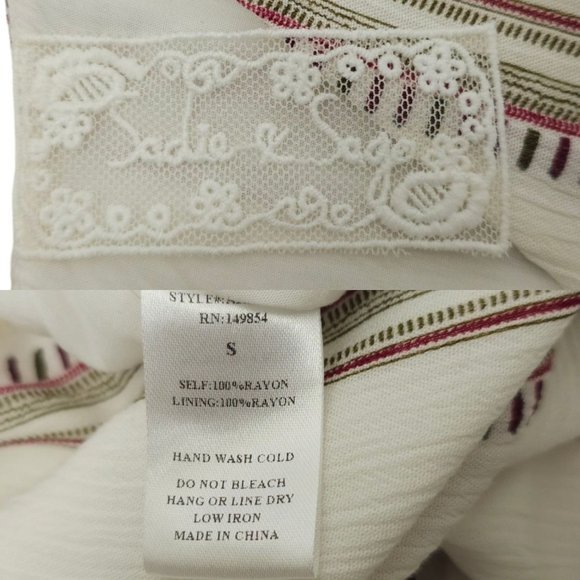 Sadie & Sage
STYLE#:
RN:149854
S
SELF:100%RAYON
LINING:100%RAYON
HAND WASH COLD
DO NOT BLEACH
HANG OR LINE DRY
LOW IRON
MADE IN CHINA